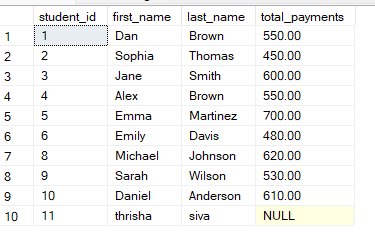 student_id first_name last_name total_payments
1 1 Dan Brown 550.00
2 2 Sophia Thomas 450.00
3 3 Jane Smith 600.00
4 4 Alex Brown 550.00
5 5 Emma Martinez 700.00
6 6 Emily Davis 480.00
7 8 Michael Johnson 620.00
8 9 Sarah Wilson 530.00
9 10 Daniel Anderson 610.00
10 11 thrisha siva NULL